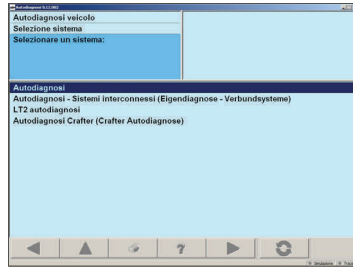 Autodiagnosi veicolo
Selezione sistema
Selezionare un sistema:
Autodiagnosi
Autodiagnosi - Sistemi interconnessi (Eigendiagnose - Verbundsysteme)
LT2 autodiagnosi
Autodiagnosi Crafter (Crafter Autodiagnose)
?